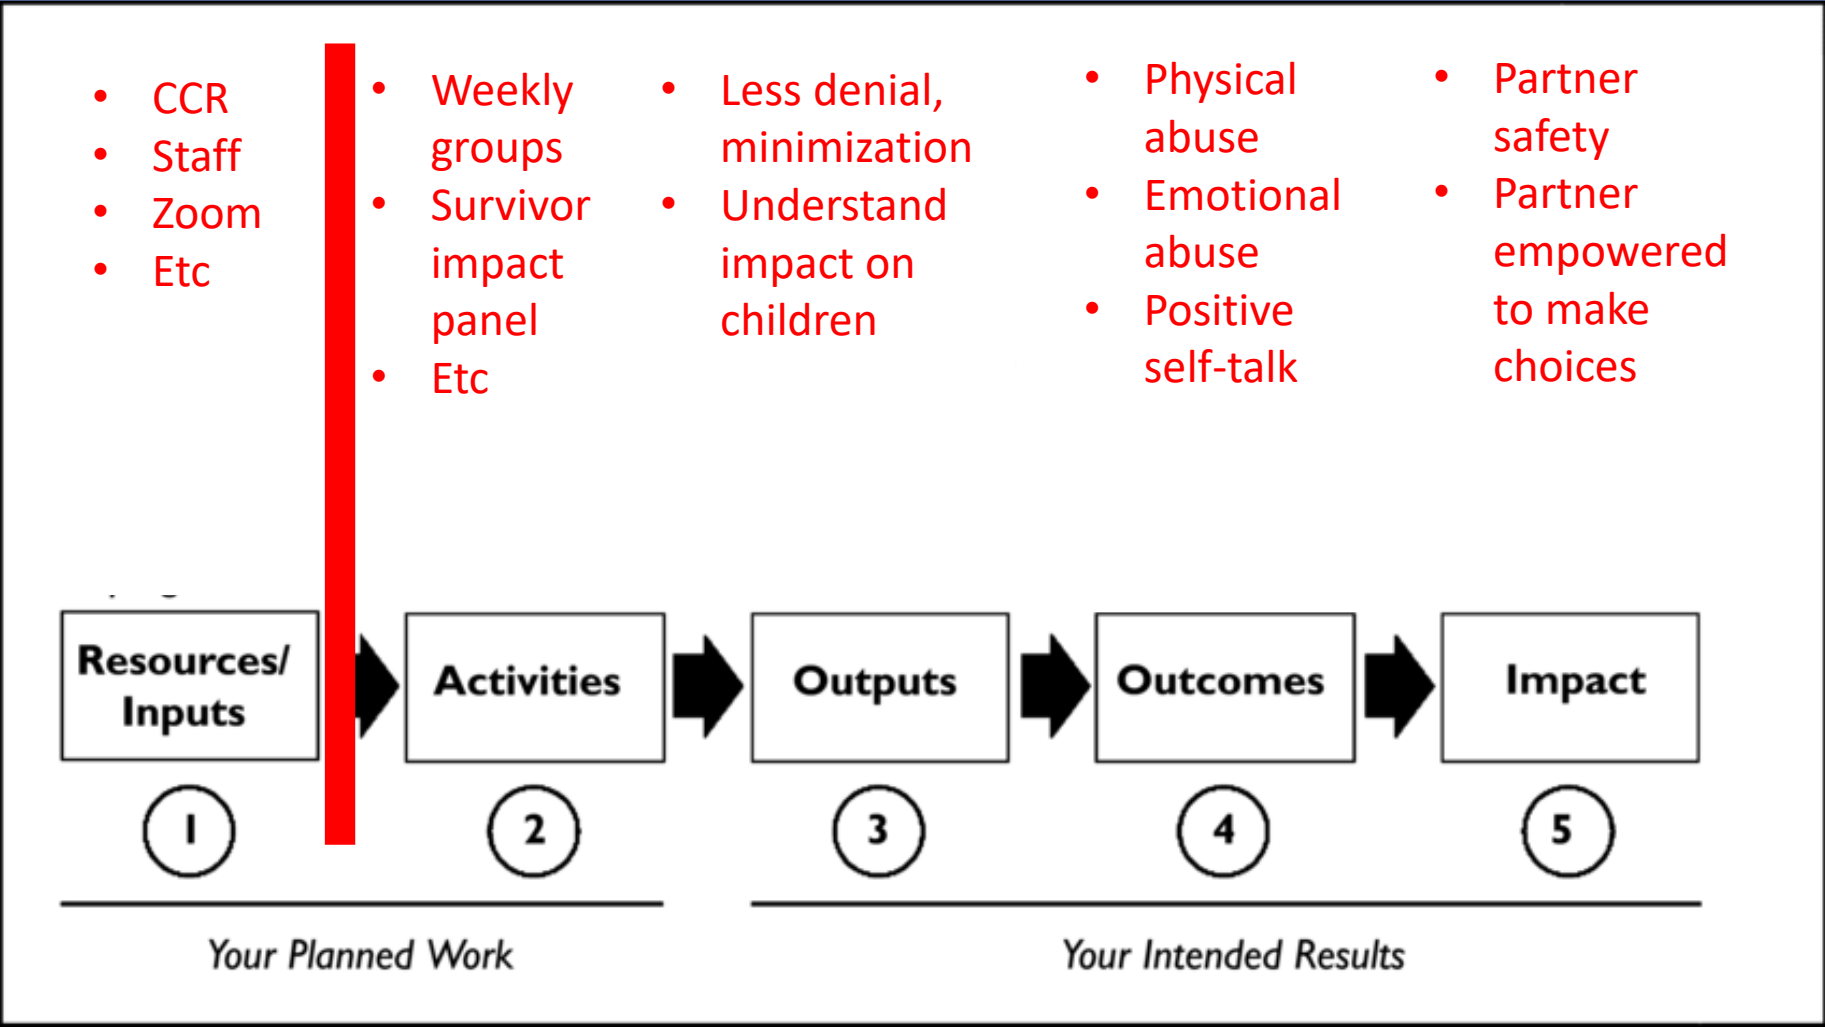 • CCR
• Staff
• Zoom
• Etc
• Weekly
groups
• Survivor
impact
panel
• Etc
• Less denial,
minimization
• Understand
impact on
children
• Physical
abuse
• Emotional
abuse
• Positive
self-talk
• Partner
safety
• Partner
empowered
to make
choices
Resources/
Inputs
Activities
Outputs
Outcomes
Impact
1
2
3
4
5
Your Planned Work
Your Intended Results